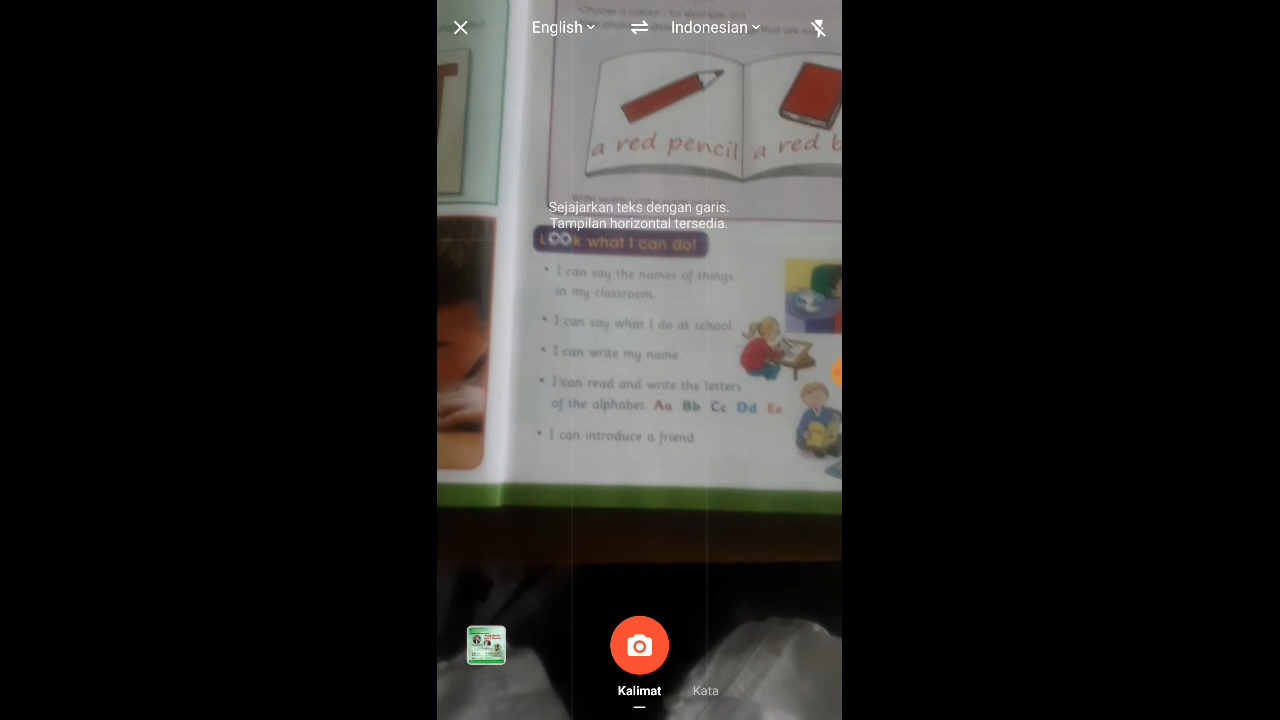 English
Indonesian
a red pencil
a red b
Sejajarkan teks dengan garis.
Tampilan horizontal tersedia.
Look what I can do!
• I can say the names of things
in my classroom.
• I can say what I do at school.
• I can write my name.
• I can read and write the letters
of the alphabet. Aa Bb Cc Dd Ee
• I can introduce a friend.
Kalimat
Kata